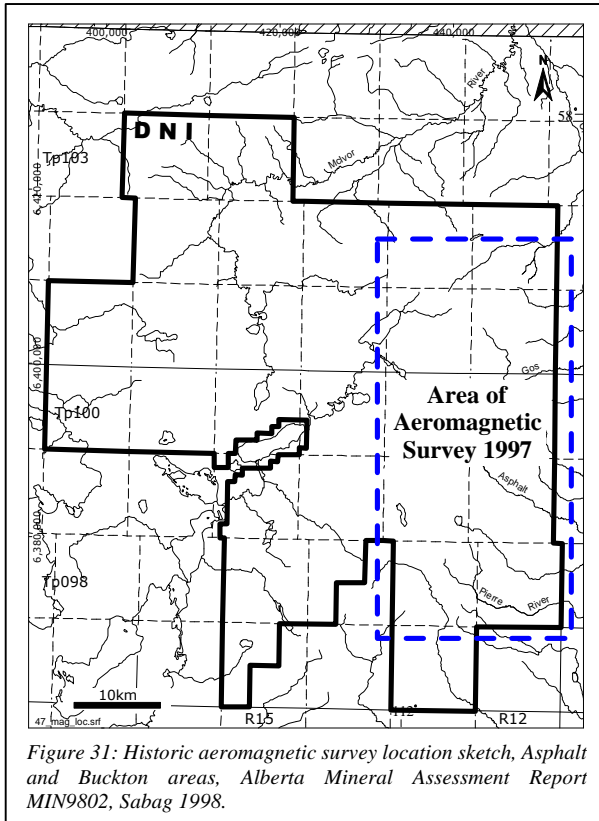 400,000
420,000
440,000
N
River
58°
DNI
Tp103
McIvor
6,420,000
6,400,000
Gos
Area of
Aeromagnetic
Survey 1997
Tp100
Asphalt
6,380,000
Tp098
Pierre
River
10km
112°
R15
R12
47_mag_loc.srf
Figure 31: Historic aeromagnetic survey location sketch, Asphalt
and Buckton areas, Alberta Mineral Assessment Report
MIN9802, Sabag 1998.